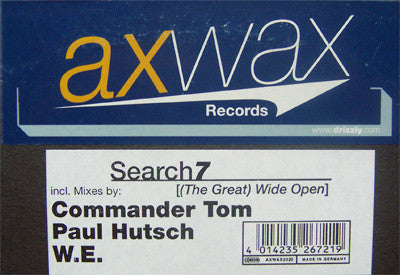 axwax
Records
www.drizzly.com
Search7
incl. Mixes by: [(The Great) Wide Open]
Commander Tom
Paul Hutsch
W.E.
4 014235 267219
AXWAX2120 MADE IN GERMANY